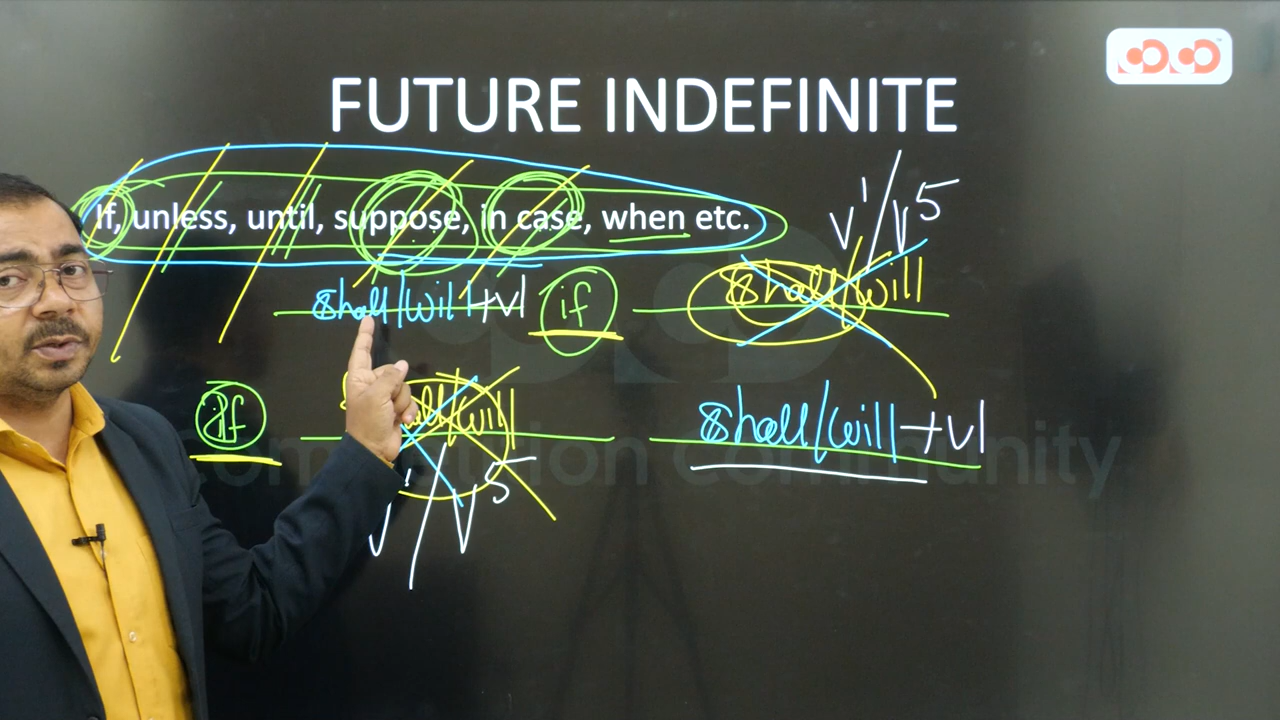 FUTURE INDEFINITE
If, unless, until, suppose, in case, when etc.
V1/V5
shall/will+V1 if shall/will
if shall/will shall/will+V1
V1/V5
Community